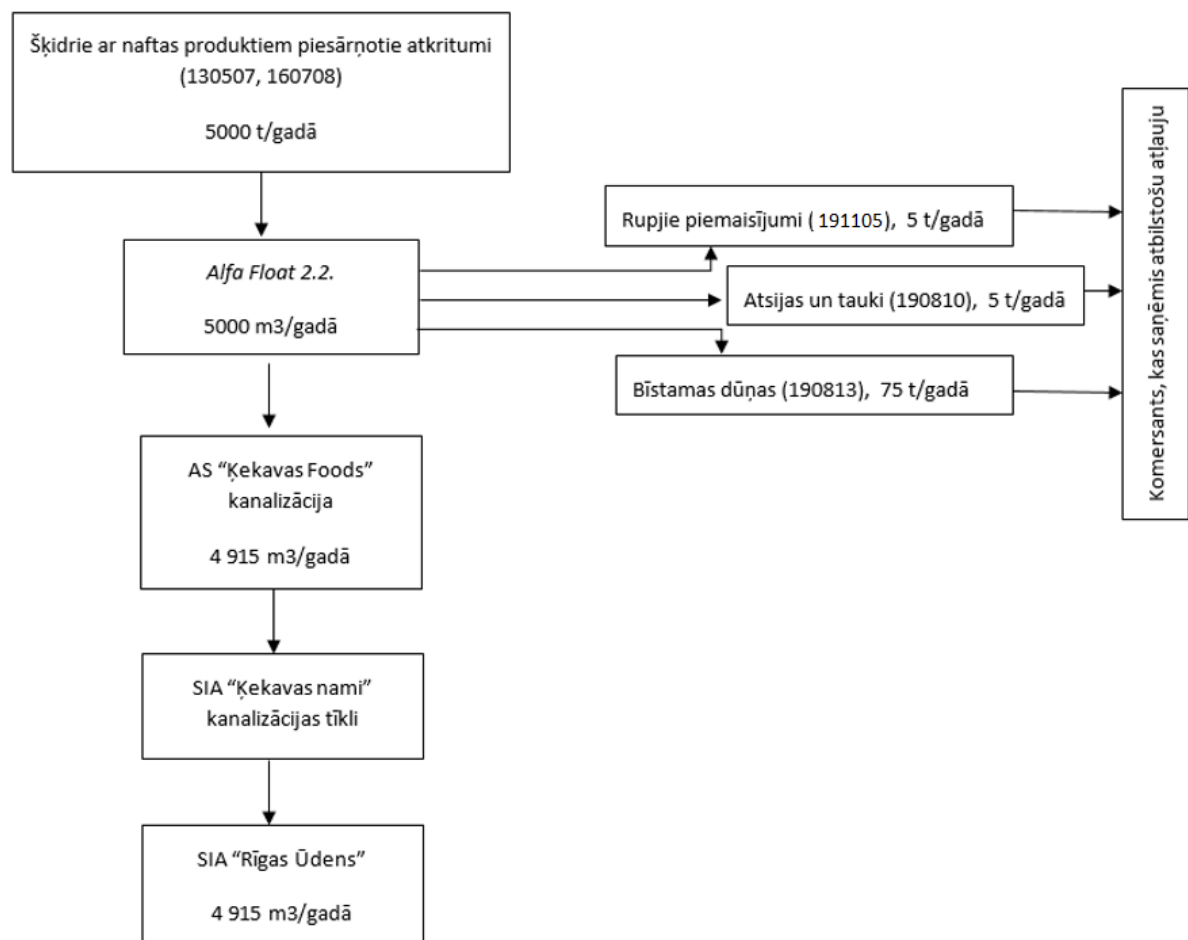 Šķidrie ar naftas produktiem piesārņotie atkritumi
(130507, 160708)
5000 t/gadā
Alfa Float 2.2.
5000 m3/gadā
Rupjie piemaisījumi (191105), 5 t/gadā
Atsijas un tauki (190810), 5 t/gadā
Bīstamas dūņas (190813), 75 t/gadā
Komersants, kas saņēmis atbilstošu atļauju
AS “Ķekavas Foods”
kanalizācija
4 915 m3/gadā
SIA “Ķekavas nami”
kanalizācijas tīkli
SIA “Rīgas Ūdens”
4 915 m3/gadā